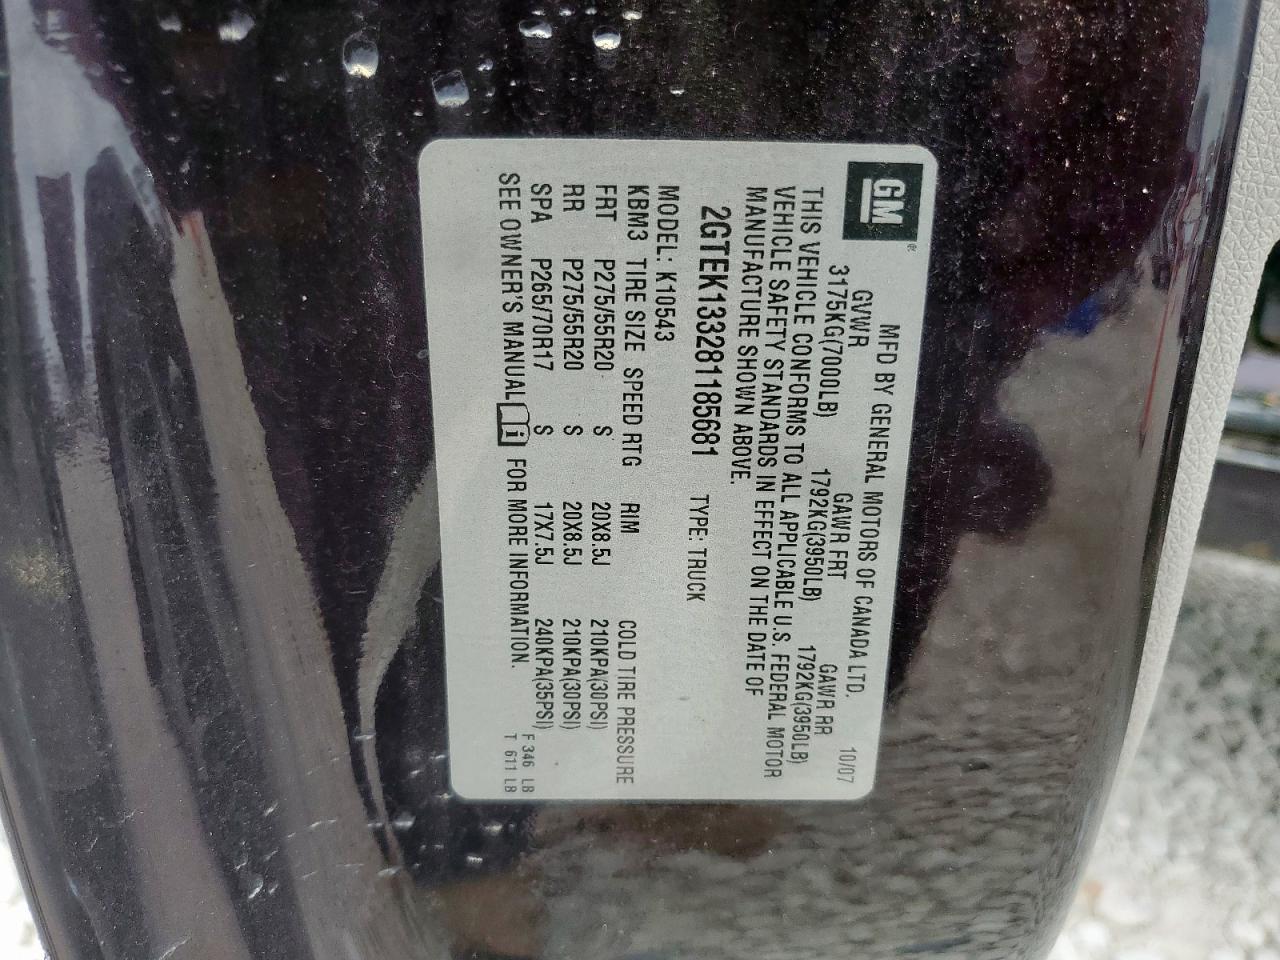 GM
MFD BY GENERAL MOTORS OF CANADA LTD. 10/07
GVWR GAWR FRT GAWR RR
3175KG(7000LB) 1792KG(3950LB) 1792KG(3950LB)
THIS VEHICLE CONFORMS TO ALL APPLICABLE U.S. FEDERAL MOTOR
VEHICLE SAFETY STANDARDS IN EFFECT ON THE DATE OF
MANUFACTURE SHOWN ABOVE.
2GTEK133281185681 TYPE: TRUCK
MODEL: K10543
KBM3 TIRE SIZE SPEED RTG RIM COLD TIRE PRESSURE
FRT P275/55R20 S 20X8.5J 210KPA(30PSI)
RR P275/55R20 S 20X8.5J 210KPA(30PSI)
SPA P265/70R17 S 17X7.5J 240KPA(35PSI)
SEE OWNER'S MANUAL i FOR MORE INFORMATION.
F 346 LB
T 611 LB